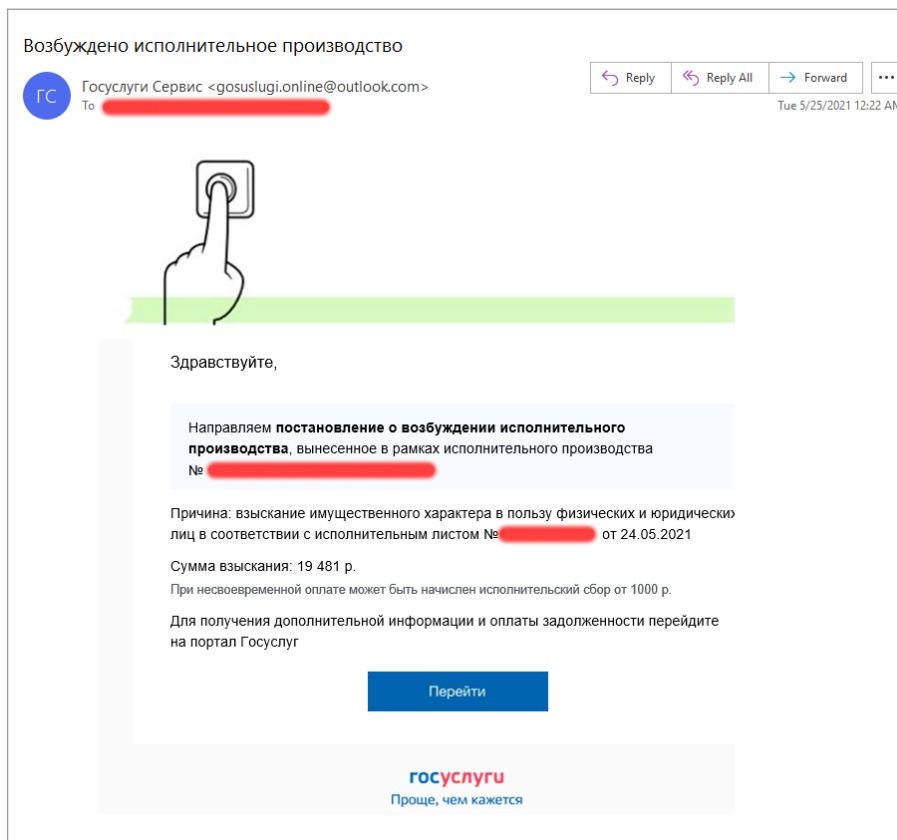 Возбуждено исполнительное производство
ГС
Госуслуги Сервис <gosuslugi.online@outlook.com>
To
Reply
Reply All
Forward
Tue 5/25/2021 12:22 AM
Здравствуйте,
Направляем постановление о возбуждении исполнительного
производства, вынесенное в рамках исполнительного производства
№
Причина: взыскание имущественного характера в пользу физических и юридических
лиц в соответствии с исполнительным листом № от 24.05.2021
Сумма взыскания: 19 481 р.
При несвоевременной оплате может быть начислен исполнительский сбор от 1000 р.
Для получения дополнительной информации и оплаты задолженности перейдите
на портал Госуслуг
Перейти
госуслуги
Проще, чем кажется